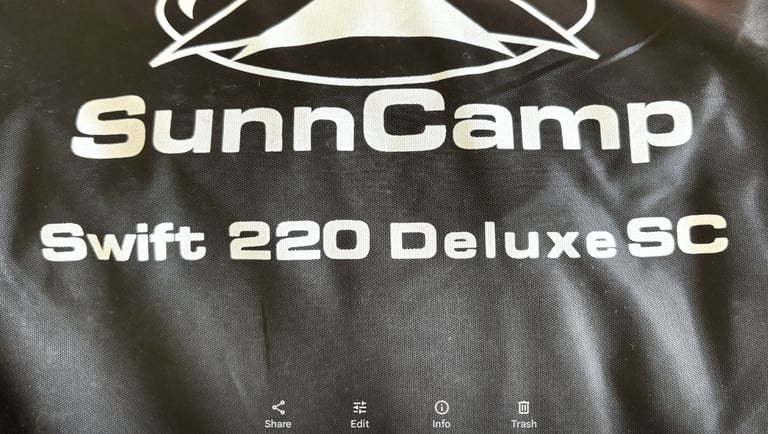 SunnCamp
Swift 220 Deluxe SC
Share Edit Info Trash